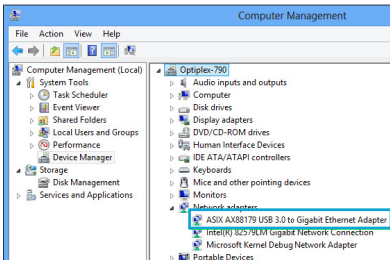 Computer Management
File Action View Help
Computer Management (Local)
System Tools
Task Scheduler
Event Viewer
Shared Folders
Local Users and Groups
Performance
Device Manager
Storage
Disk Management
Services and Applications
Optiplex-790
Audio inputs and outputs
Computer
Disk drives
Display adapters
DVD/CD-ROM drives
Human Interface Devices
IDE ATA/ATAPI controllers
Keyboards
Mice and other pointing devices
Monitors
Network adapters
ASIX AX88179 USB 3.0 to Gigabit Ethernet Adapter
Intel(R) 82579LM Gigabit Network Connection
Microsoft Kernel Debug Network Adapter
Portable Devices